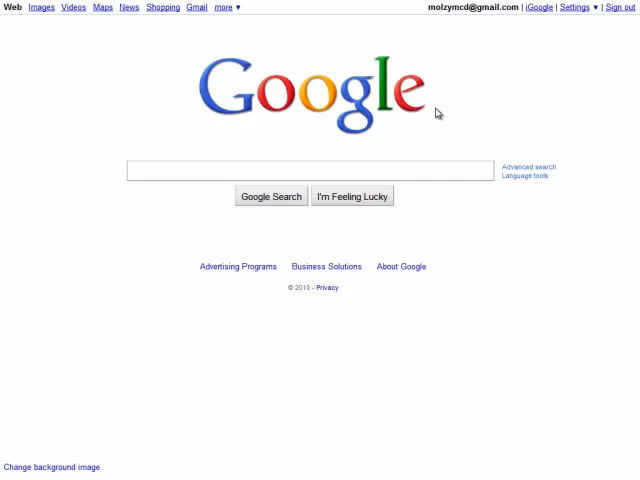 Web Images Videos Maps News Shopping Gmail more ▼ molzymcd@gmail.com | iGoogle | Settings ▼ | Sign out
Google
Advanced search
Language tools
Google Search I'm Feeling Lucky
Advertising Programs Business Solutions About Google
© 2010 - Privacy
Change background image